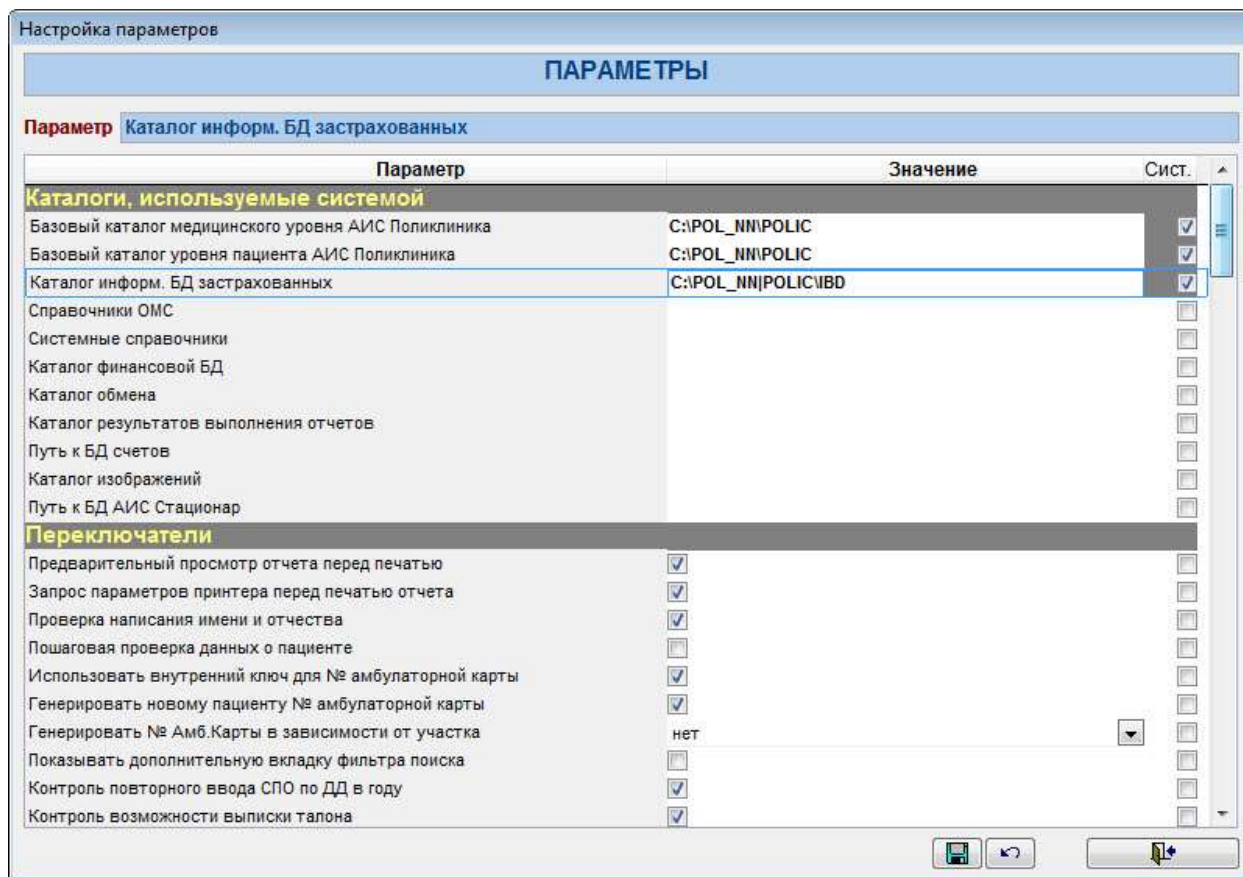 Настройка параметров
ПАРАМЕТРЫ
Параметр Каталог информ. БД застрахованных
Параметр Значение Сист.
Каталоги, используемые системой
Базовый каталог медицинского уровня АИС Поликлиника C:\POL_NN\POLIC
Базовый каталог уровня пациента АИС Поликлиника C:\POL_NN\POLIC
Каталог информ. БД застрахованных C:\POL_NN|POLIC\IBD
Справочники ОМС
Системные справочники
Каталог финансовой БД
Каталог обмена
Каталог результатов выполнения отчетов
Путь к БД счетов
Каталог изображений
Путь к БД АИС Стационар
Переключатели
Предварительный просмотр отчета перед печатью
Запрос параметров принтера перед печатью отчета
Проверка написания имени и отчества
Пошаговая проверка данных о пациенте
Использовать внутренний ключ для № амбулаторной карты
Генерировать новому пациенту № амбулаторной карты
Генерировать № Амб.Карты в зависимости от участка нет
Показывать дополнительную вкладку фильтра поиска
Контроль повторного ввода СПО по ДД в году
Контроль возможности выписки талона